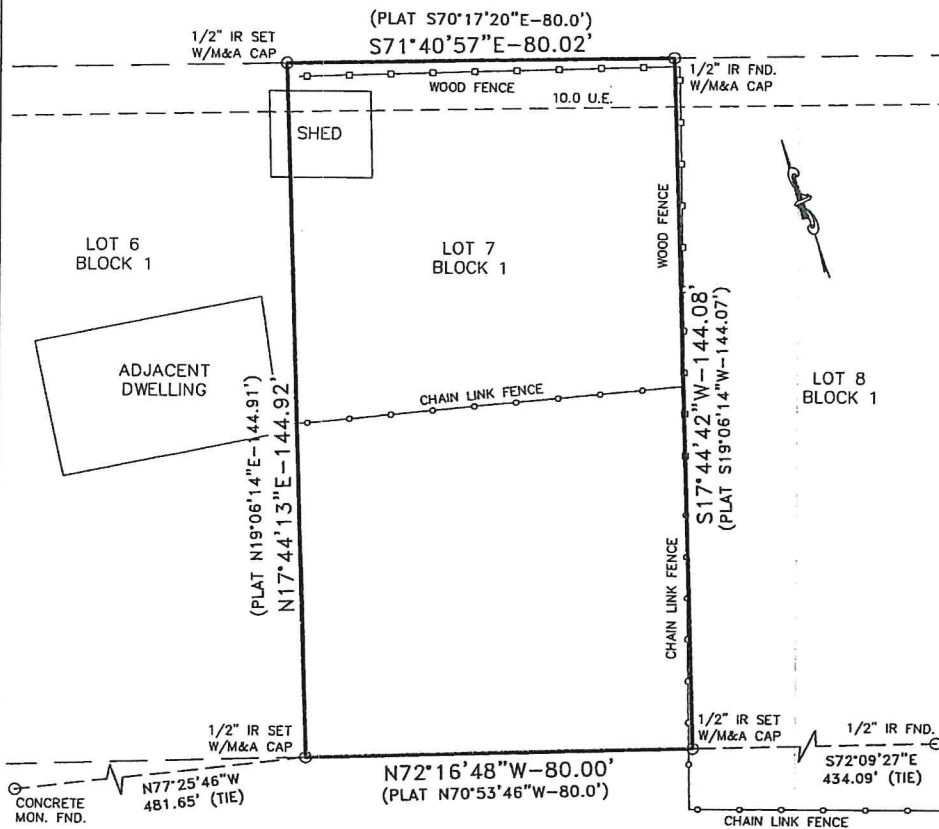 (PLAT S70°17'20"E-80.0')
S71°40'57"E-80.02'
1/2" IR SET
W/M&A CAP
1/2" IR FND.
W/M&A CAP
WOOD FENCE
10.0 U.E.
SHED
LOT 6
BLOCK 1
LOT 7
BLOCK 1
WOOD FENCE
LOT 8
BLOCK 1
ADJACENT
DWELLING
CHAIN LINK FENCE
(PLAT N19°06'14"E-144.91')
N17°44'13"E-144.92'
S17°44'42"W-144.08'
(PLAT S19°06'14"W-144.07')
CHAIN LINK FENCE
1/2" IR SET
W/M&A CAP
1/2" IR SET
W/M&A CAP
1/2" IR FND.
S72°09'27"E
434.09' (TIE)
N77°25'46"W
481.65' (TIE)
CONCRETE
MON. FND.
N72°16'48"W-80.00'
(PLAT N70°53'46"W-80.0')
CHAIN LINK FENCE